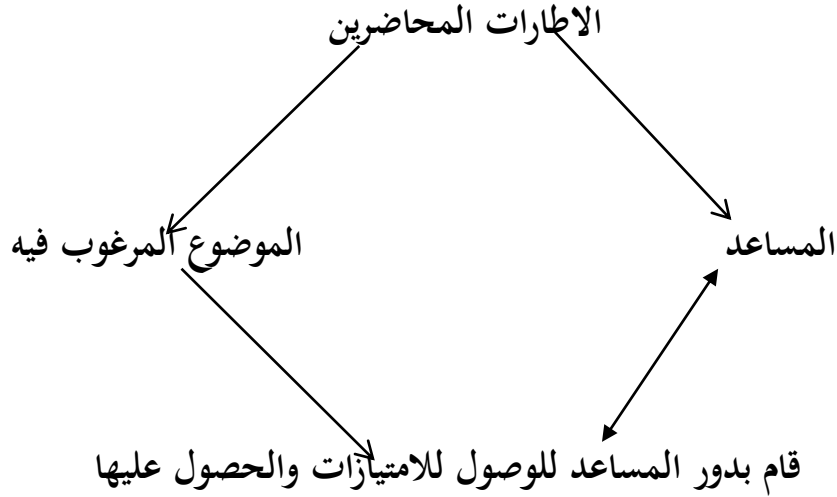 الاطارات المحاضرين
المساعد
الموضوع المرغوب فيه
قام بدور المساعد للوصول للامتيازات والحصول عليها